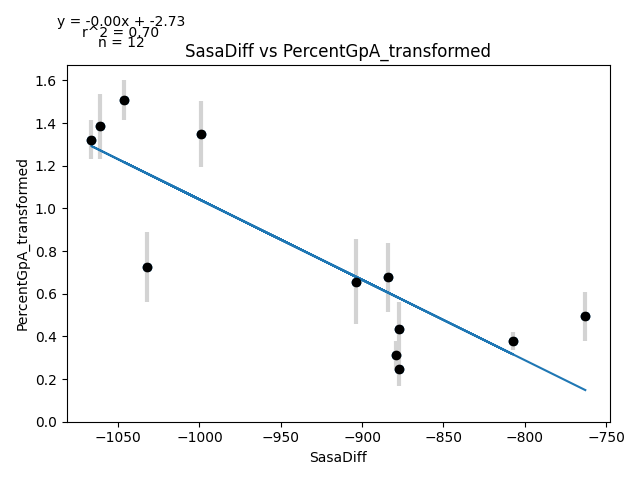 y = -0.00x + -2.73
r^2 = 0.70
n = 12
SasaDiff vs PercentGpA_transformed
PercentGpA_transformed
1.6
1.4
1.2
1.0
0.8
0.6
0.4
0.2
0.0
−1050
−1000
−950
−900
−850
−800
−750
SasaDiff